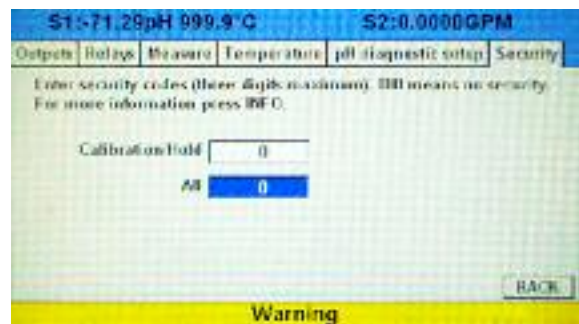 S1:-71.29pH 999.9°C S2:0.0000GPM
Outputs Relays Measure Temperature pH diagnostic setup Security
Enter security codes (three digits maximum). 000 means no security.
For more information press INFO.
Calibration/Hold 0
All 0
BACK
Warning